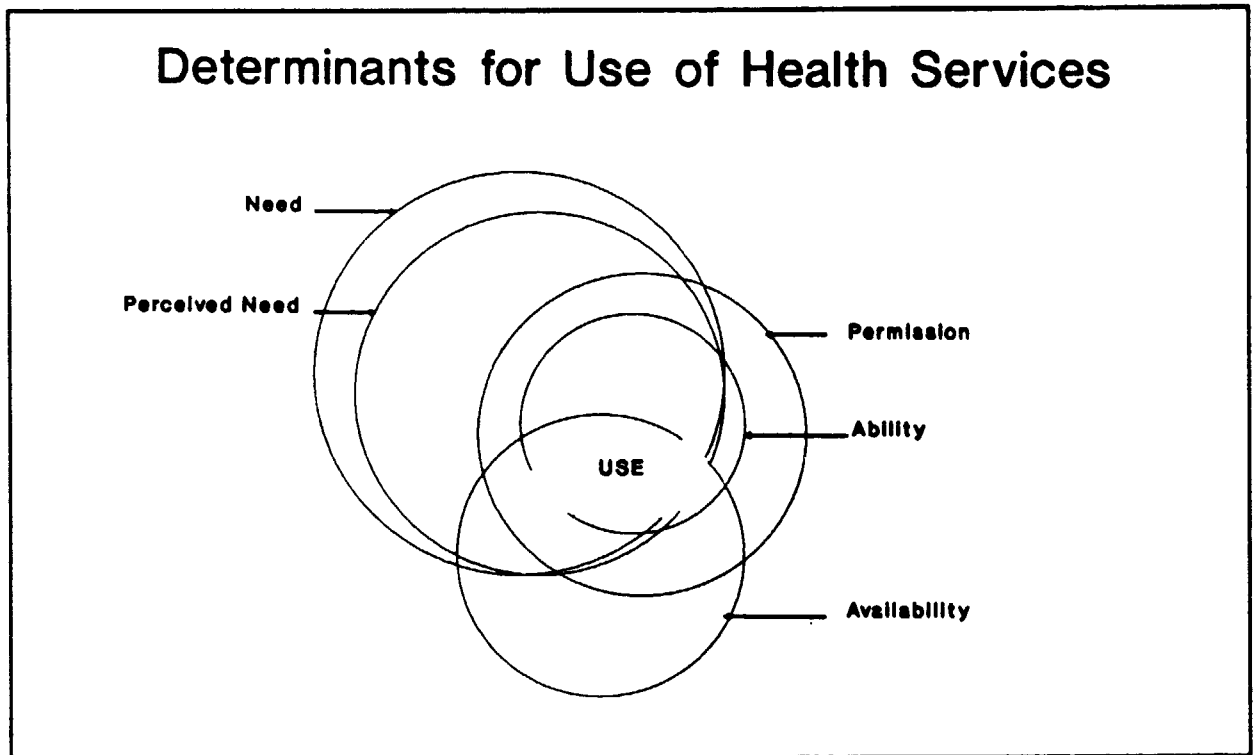 Determinants for Use of Health Services
Need
Perceived Need
Permission
Ability
USE
Availability